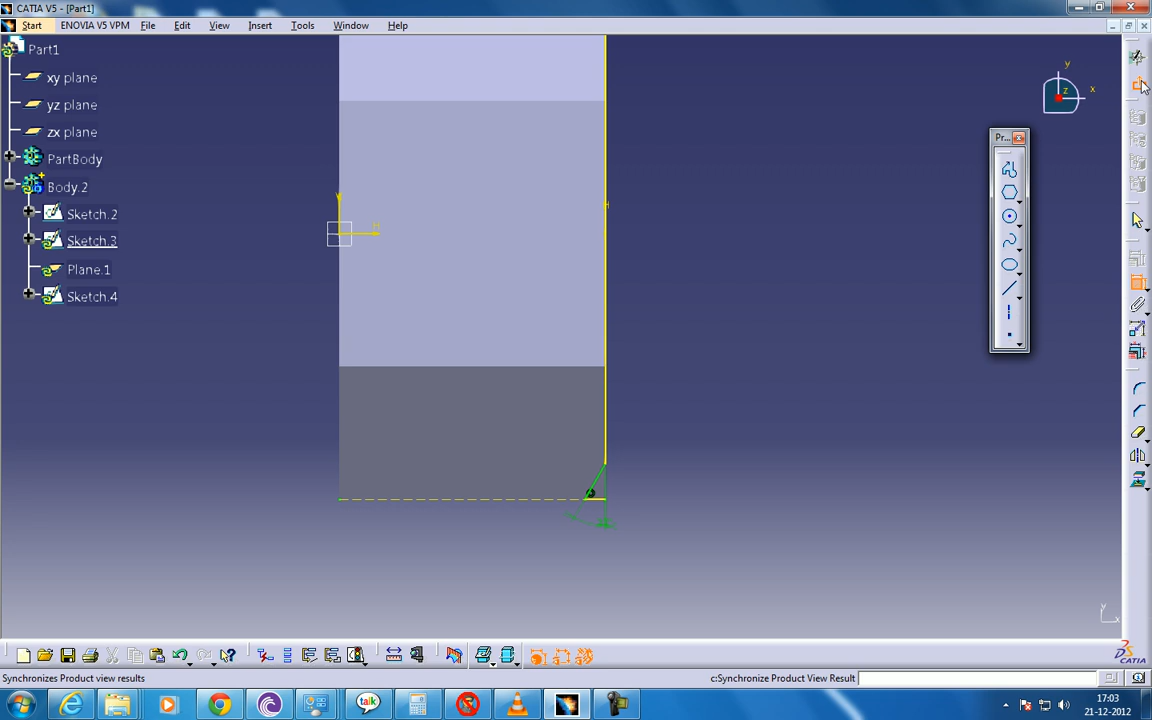 CATIA V5 - [Part1]
Start ENOVIA V5 VPM File Edit View Insert Tools Window Help
Part1
xy plane
yz plane
zx plane
PartBody
Body.2
Sketch.2
Sketch.3
Plane.1
Sketch.4
y
z
x
Pr...
H
y
x
CATIA
Synchronizes Product view results
c:Synchronize Product View Result
talk
17:03
21-12-2012